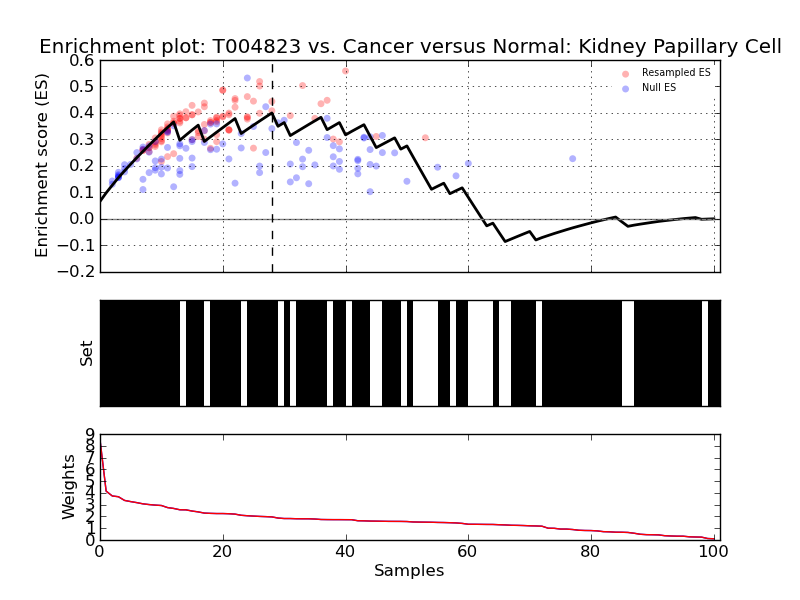 Enrichment plot: T004823 vs. Cancer versus Normal: Kidney Papillary Cell
Enrichment score (ES)
0.6
0.5
0.4
0.3
0.2
0.1
0.0
−0.1
−0.2
Resampled ES
Null ES
Set
Weights
9
8
7
6
5
4
3
2
1
0
0 20 40 60 80 100
Samples